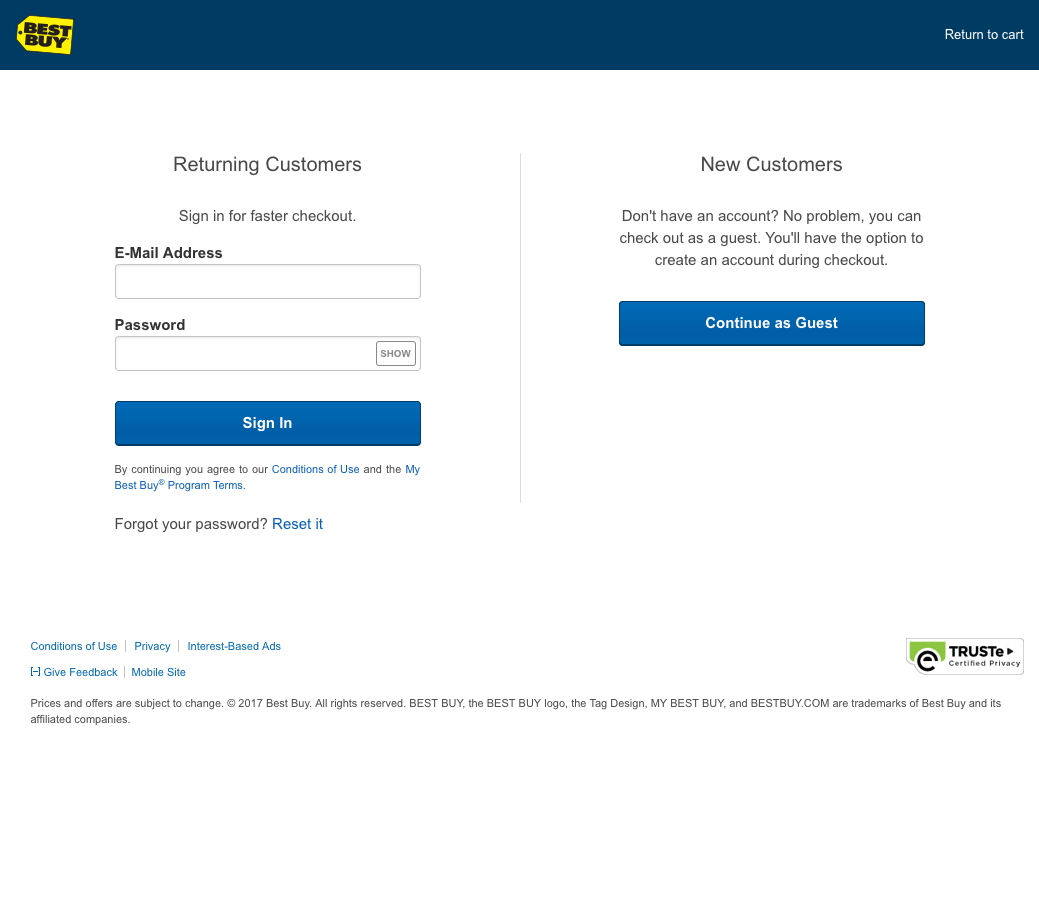 BEST
BUY
Return to cart
Returning Customers
Sign in for faster checkout.
E-Mail Address
Password
SHOW
Sign In
By continuing you agree to our Conditions of Use and the My
Best Buy® Program Terms.
Forgot your password? Reset it
New Customers
Don't have an account? No problem, you can
check out as a guest. You'll have the option to
create an account during checkout.
Continue as Guest
Conditions of Use
Privacy
Interest-Based Ads
[–] Give Feedback
Mobile Site
TRUSTe
Certified Privacy
Prices and offers are subject to change. © 2017 Best Buy. All rights reserved. BEST BUY, the BEST BUY logo, the Tag Design, MY BEST BUY, and BESTBUY.COM are trademarks of Best Buy and its
affiliated companies.